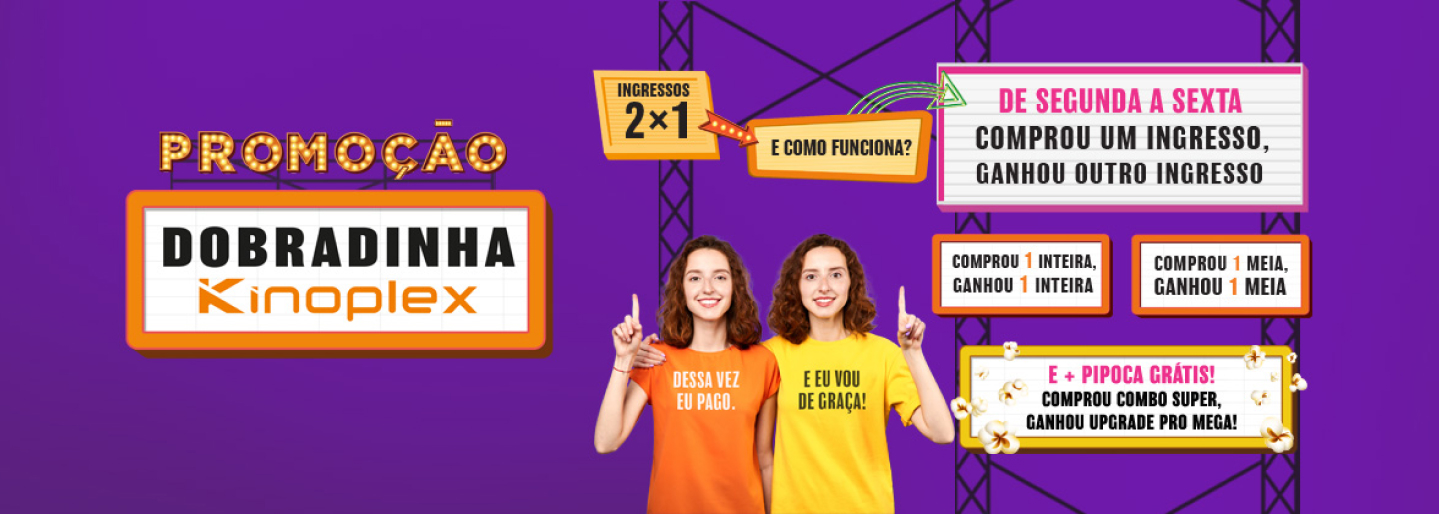 PROMOÇÃO
DOBRADINHA
Kinoplex
INGRESSOS
2×1
E COMO FUNCIONA?
DE SEGUNDA A SEXTA
COMPROU UM INGRESSO,
GANHOU OUTRO INGRESSO
COMPROU 1 INTEIRA,
GANHOU 1 INTEIRA
COMPROU 1 MEIA,
GANHOU 1 MEIA
DESSA VEZ
EU PAGO.
E EU VOU
DE GRAÇA!
E + PIPOCA GRÁTIS!
COMPROU COMBO SUPER,
GANHOU UPGRADE PRO MEGA!